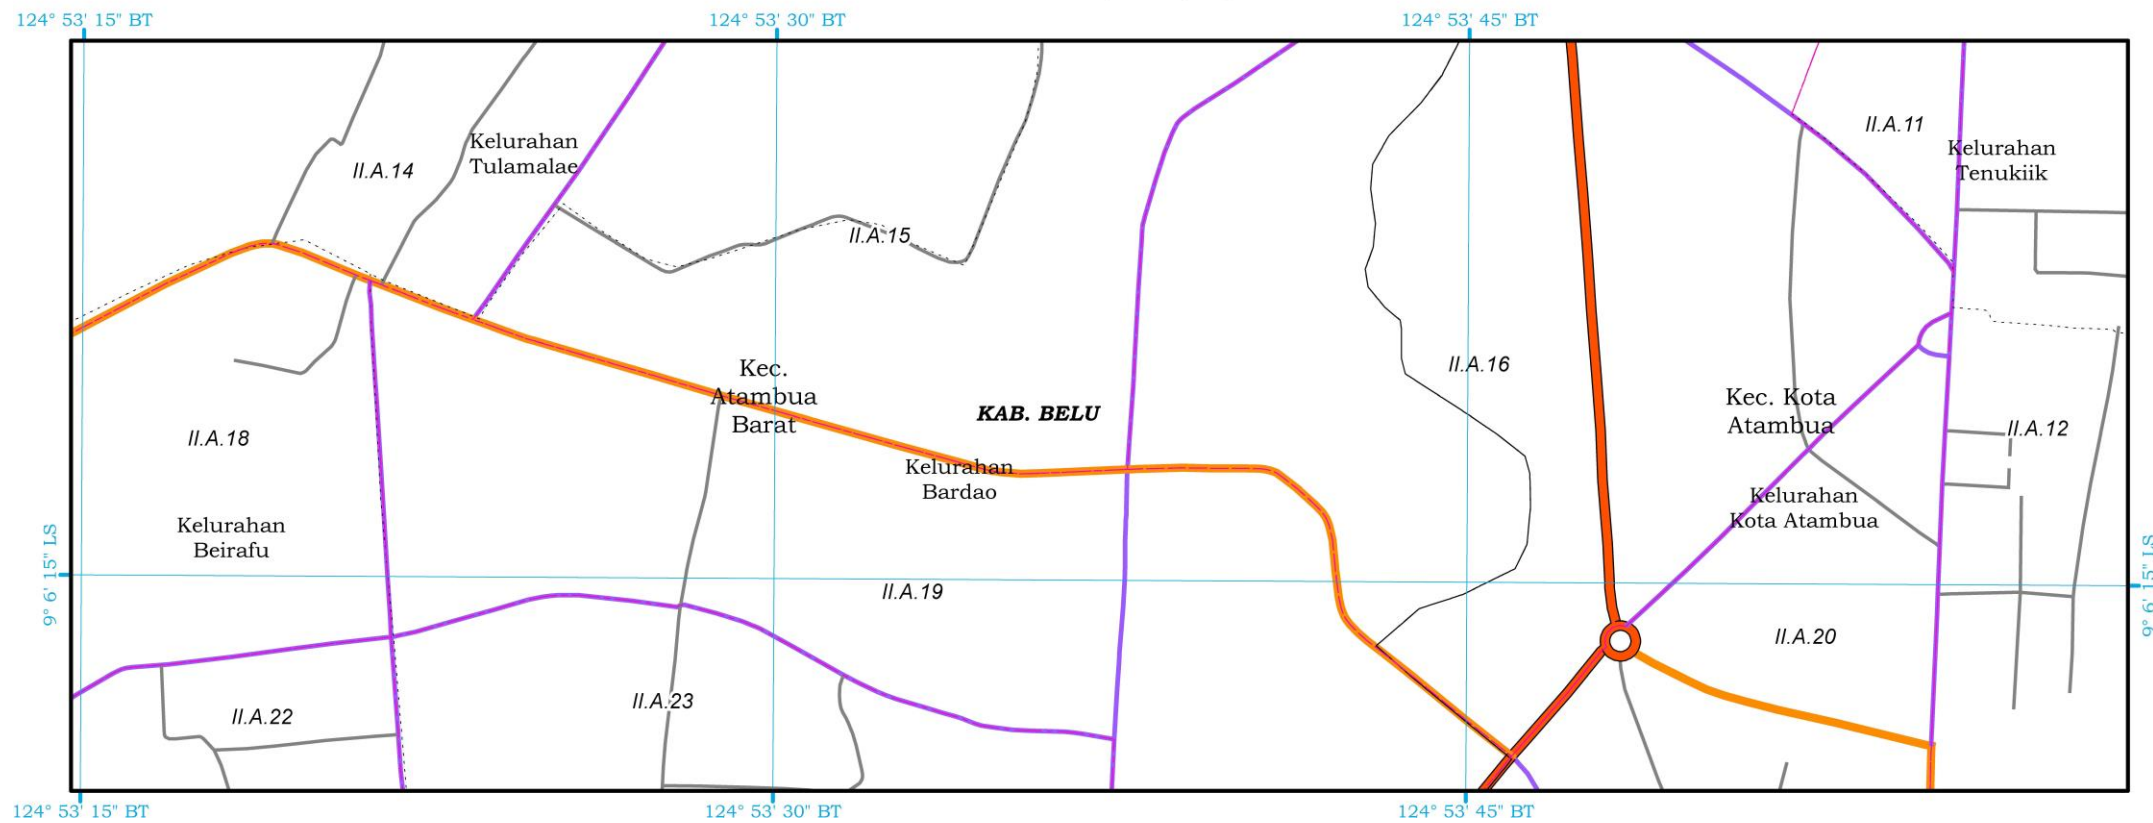 124° 53' 15" BT
124° 53' 30" BT
124° 53' 45" BT
II.A.11
Kelurahan
Tulamalae
Kelurahan
Tenukiik
II.A.14
II.A.15
II.A.16
Kec.
Atambua
Barat
KAB. BELU
Kec. Kota
Atambua
II.A.12
II.A.18
Kelurahan
Bardao
Kelurahan
Kota Atambua
Kelurahan
Beirafu
9° 6' 15" LS
9° 6' 15" LS
II.A.19
II.A.20
II.A.22
II.A.23
124° 53' 15" BT
124° 53' 30" BT
124° 53' 45" BT